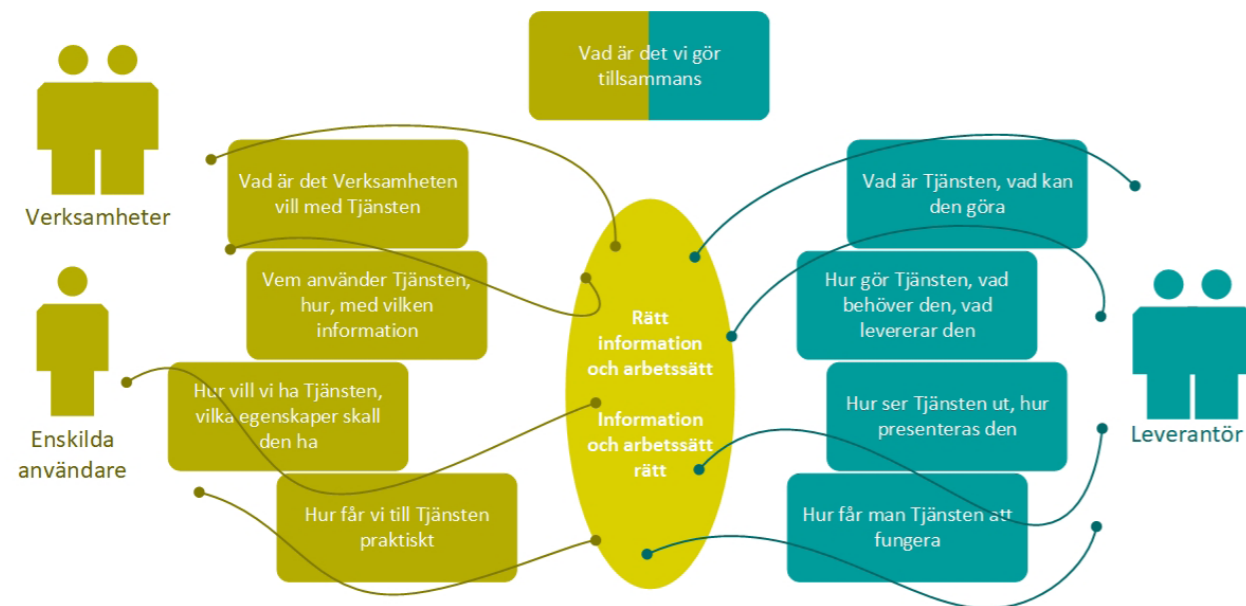 Vad är det vi gör
tillsammans
Verksamheter
Enskilda
användare
Vad är det Verksamheten
vill med Tjänsten
Vem använder Tjänsten,
hur, med vilken
information
Hur vill vi ha Tjänsten,
vilka egenskaper skall
den ha
Hur får vi till Tjänsten
praktiskt
Rätt
information
och arbetssätt
Information
och arbetssätt
rätt
Vad är Tjänsten, vad kan
den göra
Hur gör Tjänsten, vad
behöver den, vad
levererar den
Hur ser Tjänsten ut, hur
presenteras den
Hur får man Tjänsten att
fungera
Leverantör